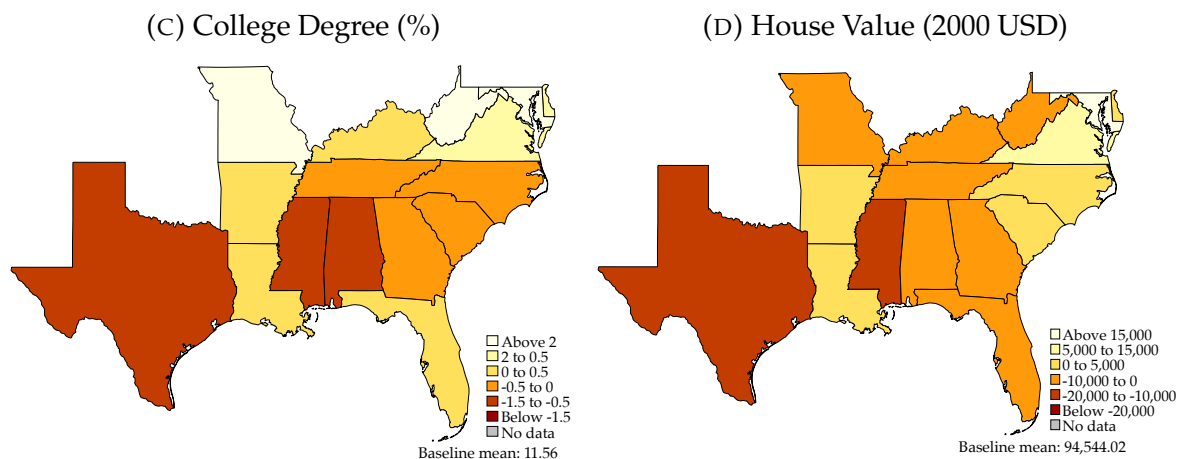 (C) College Degree (%)
Above 2
2 to 0.5
0 to 0.5
-0.5 to 0
-1.5 to -0.5
Below -1.5
No data
Baseline mean: 11.56
(D) House Value (2000 USD)
Above 15,000
5,000 to 15,000
0 to 5,000
-10,000 to 0
-20,000 to -10,000
Below -20,000
No data
Baseline mean: 94,544.02